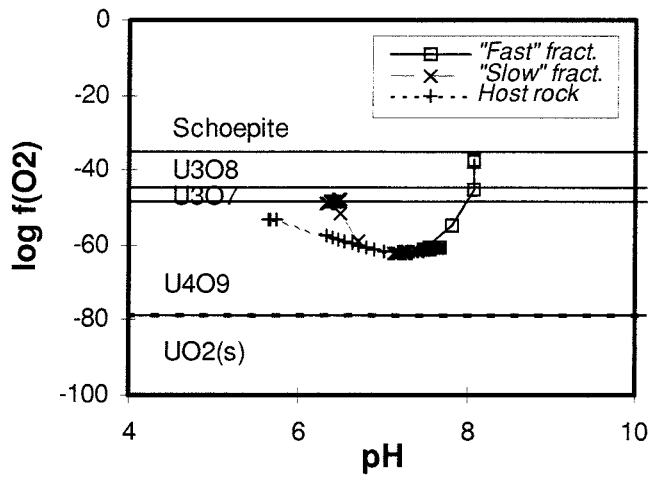 0
"Fast" fract.
"Slow" fract.
Host rock
-20
Schoepite
-40
U3O8
U3O7
log f(O2)
-60
U4O9
-80
UO2(s)
-100
4
6
8
10
pH